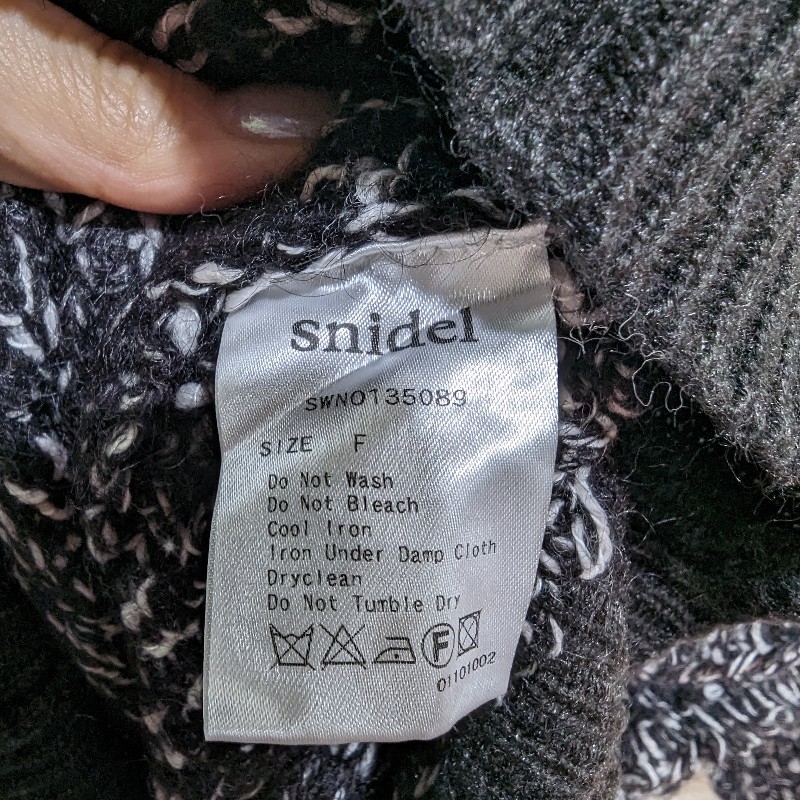 snidel
SWNO135089
SIZE F
Do Not Wash
Do Not Bleach
Cool Iron
Iron Under Damp Cloth
Dryclean
Do Not Tumble Dry
F
01101002